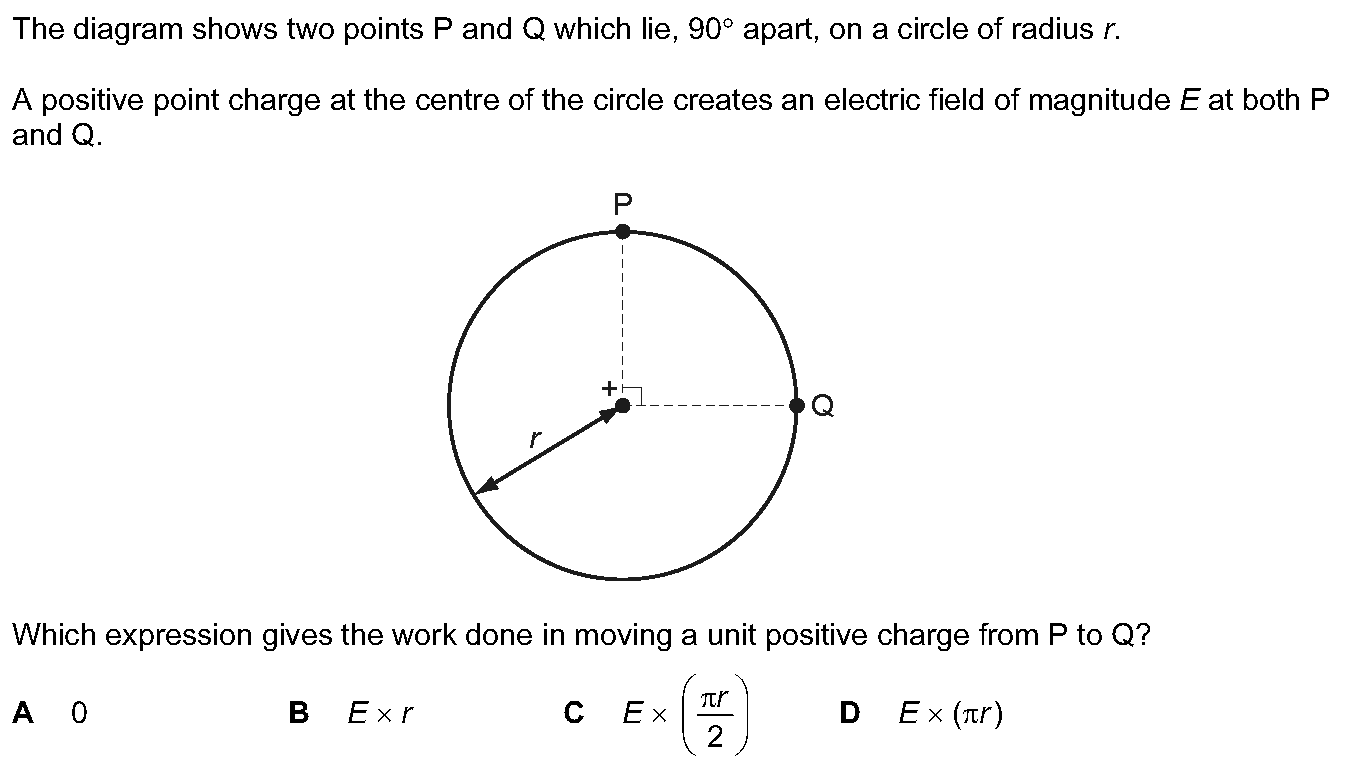 The diagram shows two points P and Q which lie, 90° apart, on a circle of radius r.
A positive point charge at the centre of the circle creates an electric field of magnitude E at both P
and Q.
P
+
Q
r
Which expression gives the work done in moving a unit positive charge from P to Q?
A 0 B E × r C E × (πr/2) D E × (πr)